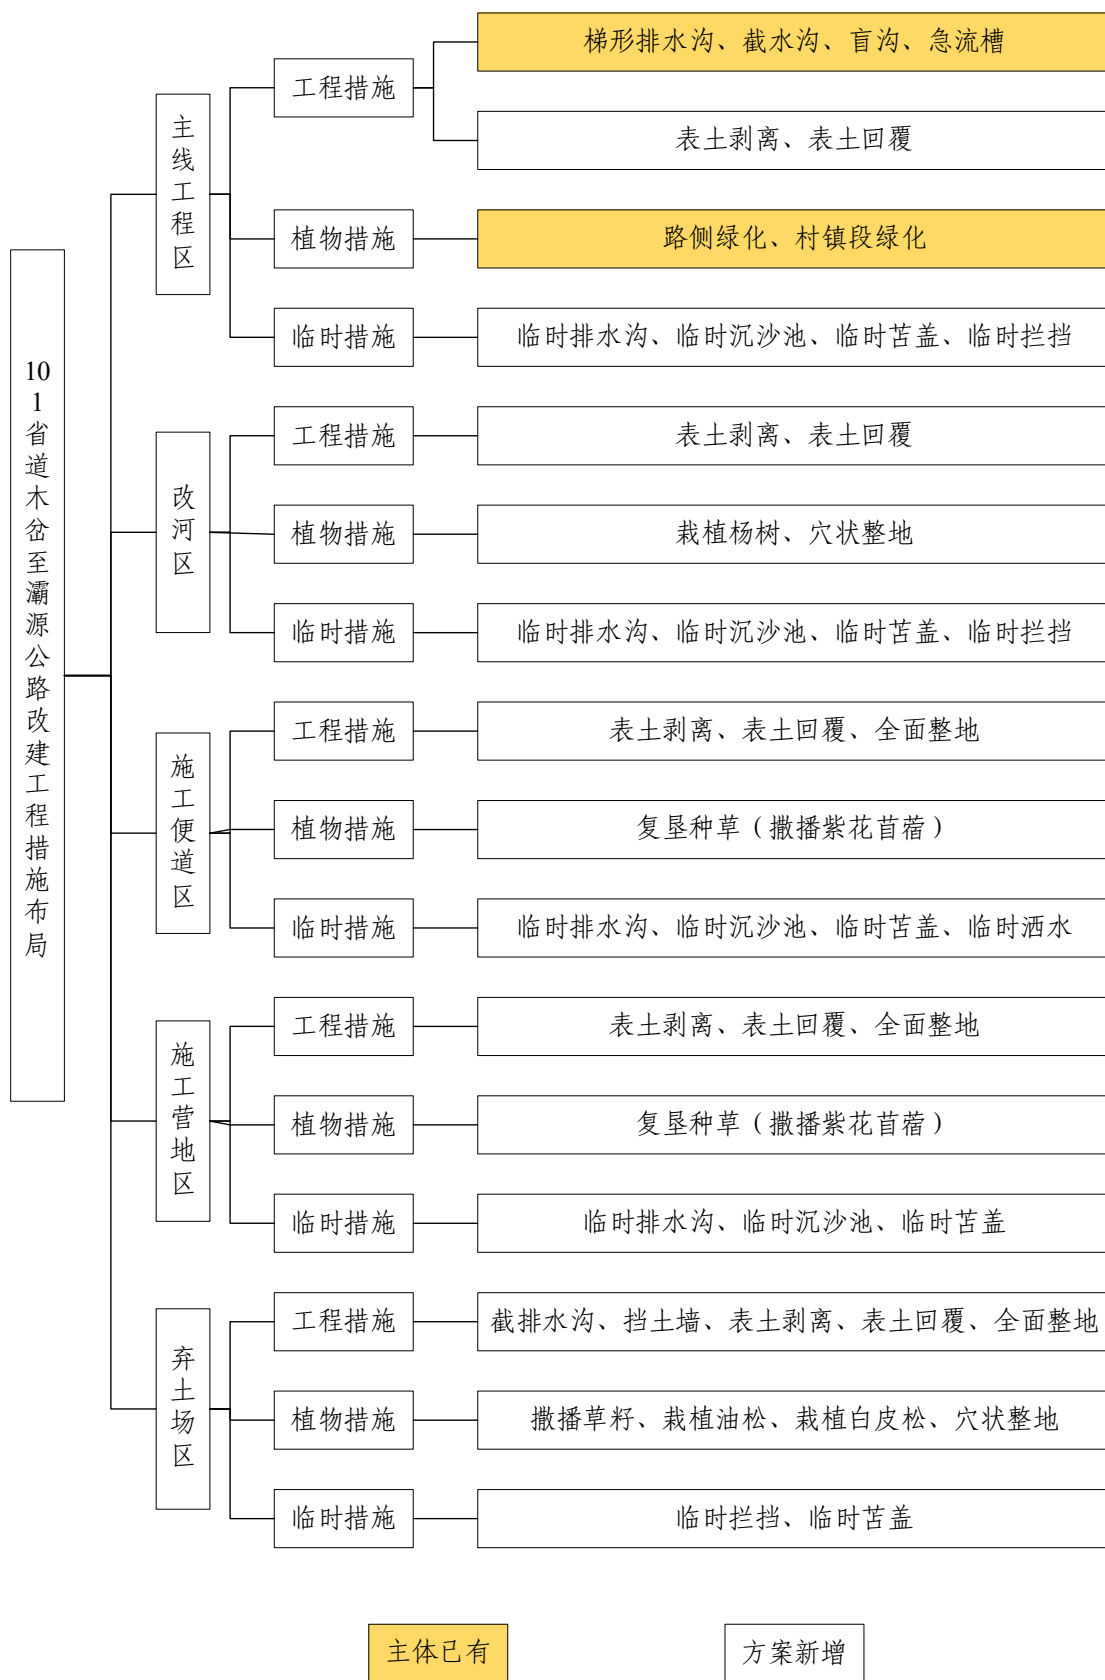 101省道木岔至灞源公路改建工程措施布局
主线工程区
工程措施
梯形排水沟、截水沟、盲沟、急流槽
表土剥离、表土回覆
植物措施
路侧绿化、村镇段绿化
临时措施
临时排水沟、临时沉沙池、临时苫盖、临时拦挡
改河区
工程措施
表土剥离、表土回覆
植物措施
栽植杨树、穴状整地
临时措施
临时排水沟、临时沉沙池、临时苫盖、临时拦挡
施工便道区
工程措施
表土剥离、表土回覆、全面整地
植物措施
复垦种草（撒播紫花苜蓿）
临时措施
临时排水沟、临时沉沙池、临时苫盖、临时洒水
施工营地区
工程措施
表土剥离、表土回覆、全面整地
植物措施
复垦种草（撒播紫花苜蓿）
临时措施
临时排水沟、临时沉沙池、临时苫盖
弃土场区
工程措施
截排水沟、挡土墙、表土剥离、表土回覆、全面整地
植物措施
撒播草籽、栽植油松、栽植白皮松、穴状整地
临时措施
临时拦挡、临时苫盖
主体已有
方案新增